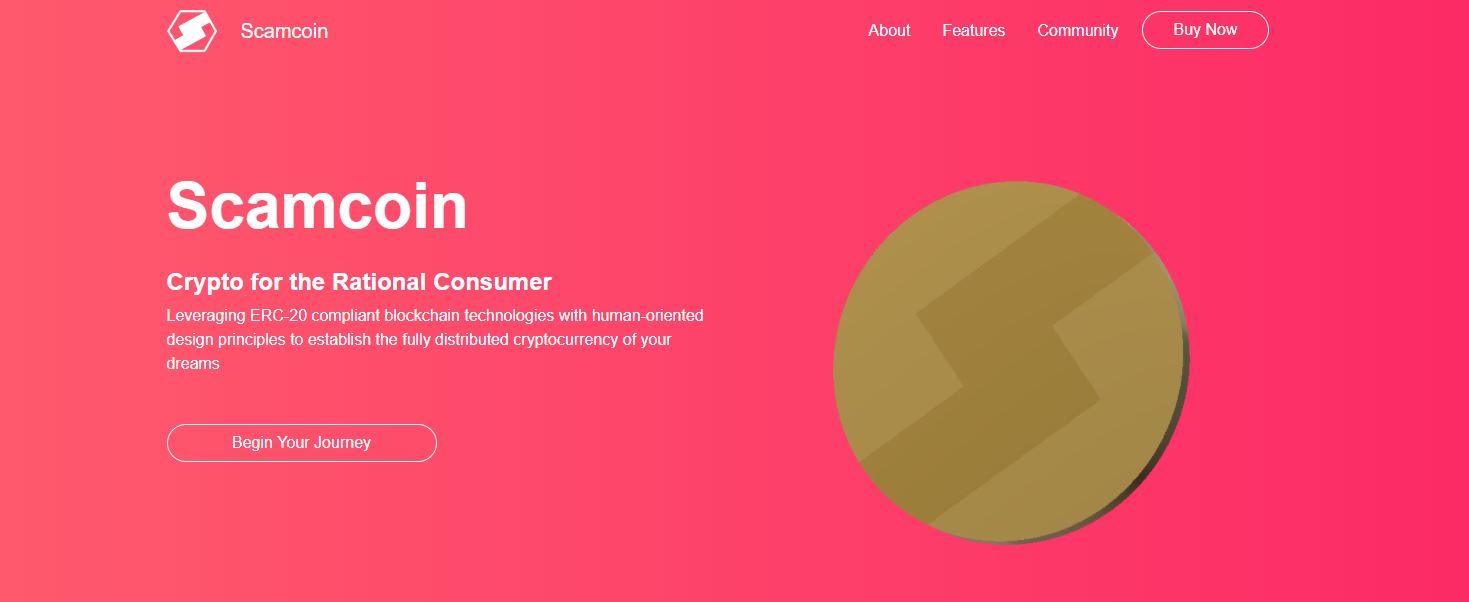 Scamcoin
About
Features
Community
Buy Now
Scamcoin
Crypto for the Rational Consumer
Leveraging ERC-20 compliant blockchain technologies with human-oriented
design principles to establish the fully distributed cryptocurrency of your
dreams
Begin Your Journey